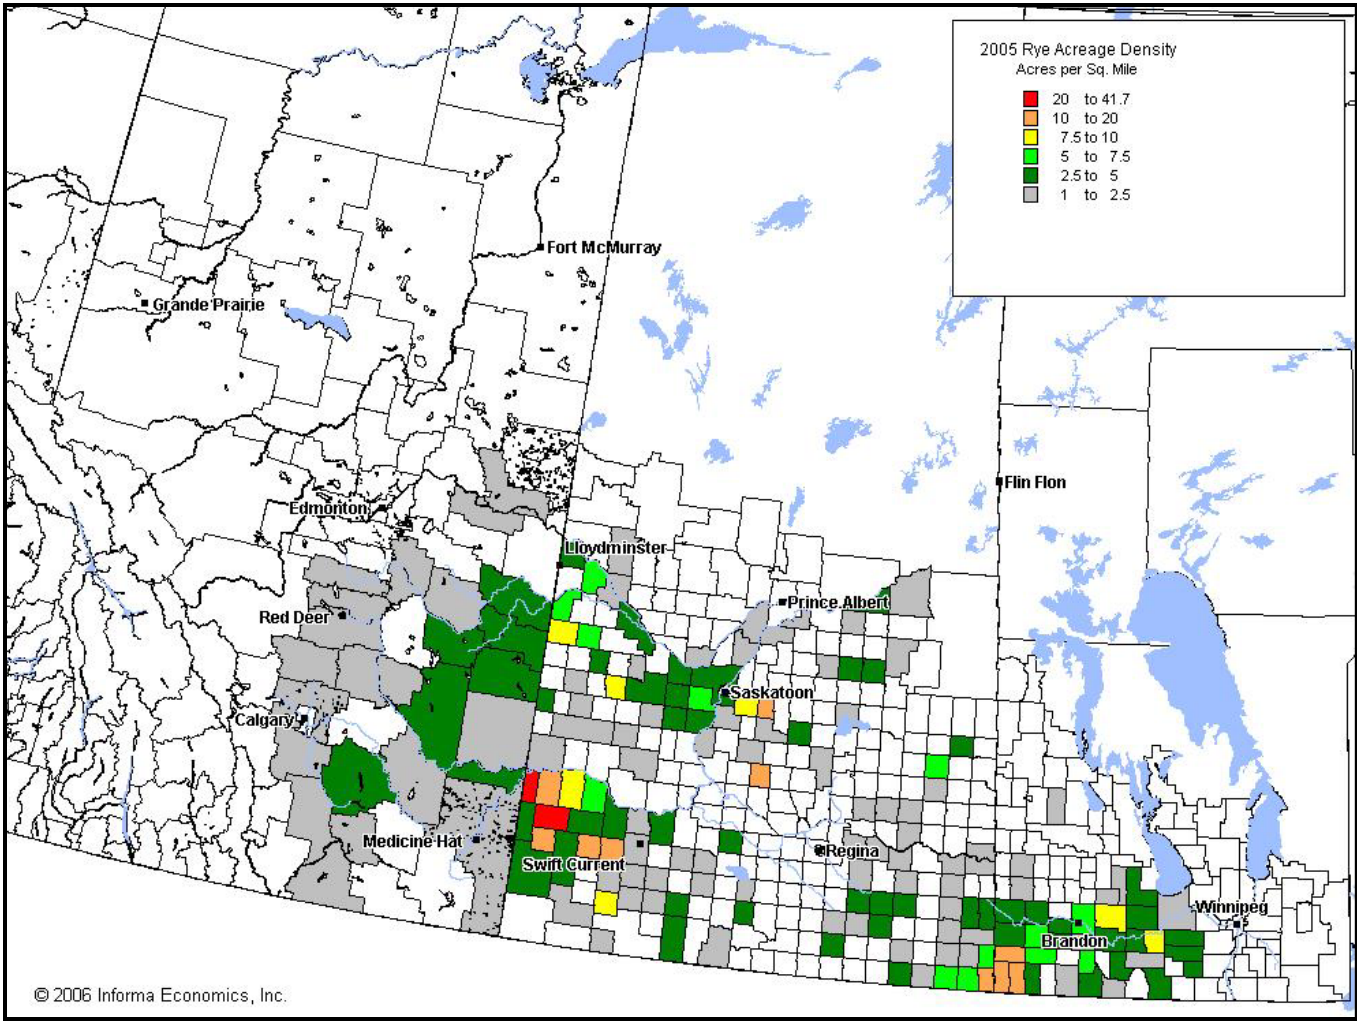 2005 Rye Acreage Density
Acres per Sq. Mile
20 to 41.7
10 to 20
7.5 to 10
5 to 7.5
2.5 to 5
1 to 2.5
Fort McMurray
Grande Prairie
Flin Flon
Edmonton
Lloydminster
Prince Albert
Red Deer
Saskatoon
Calgary
Medicine Hat
Regina
Swift Current
Winnipeg
Brandon
© 2006 Informa Economics, Inc.